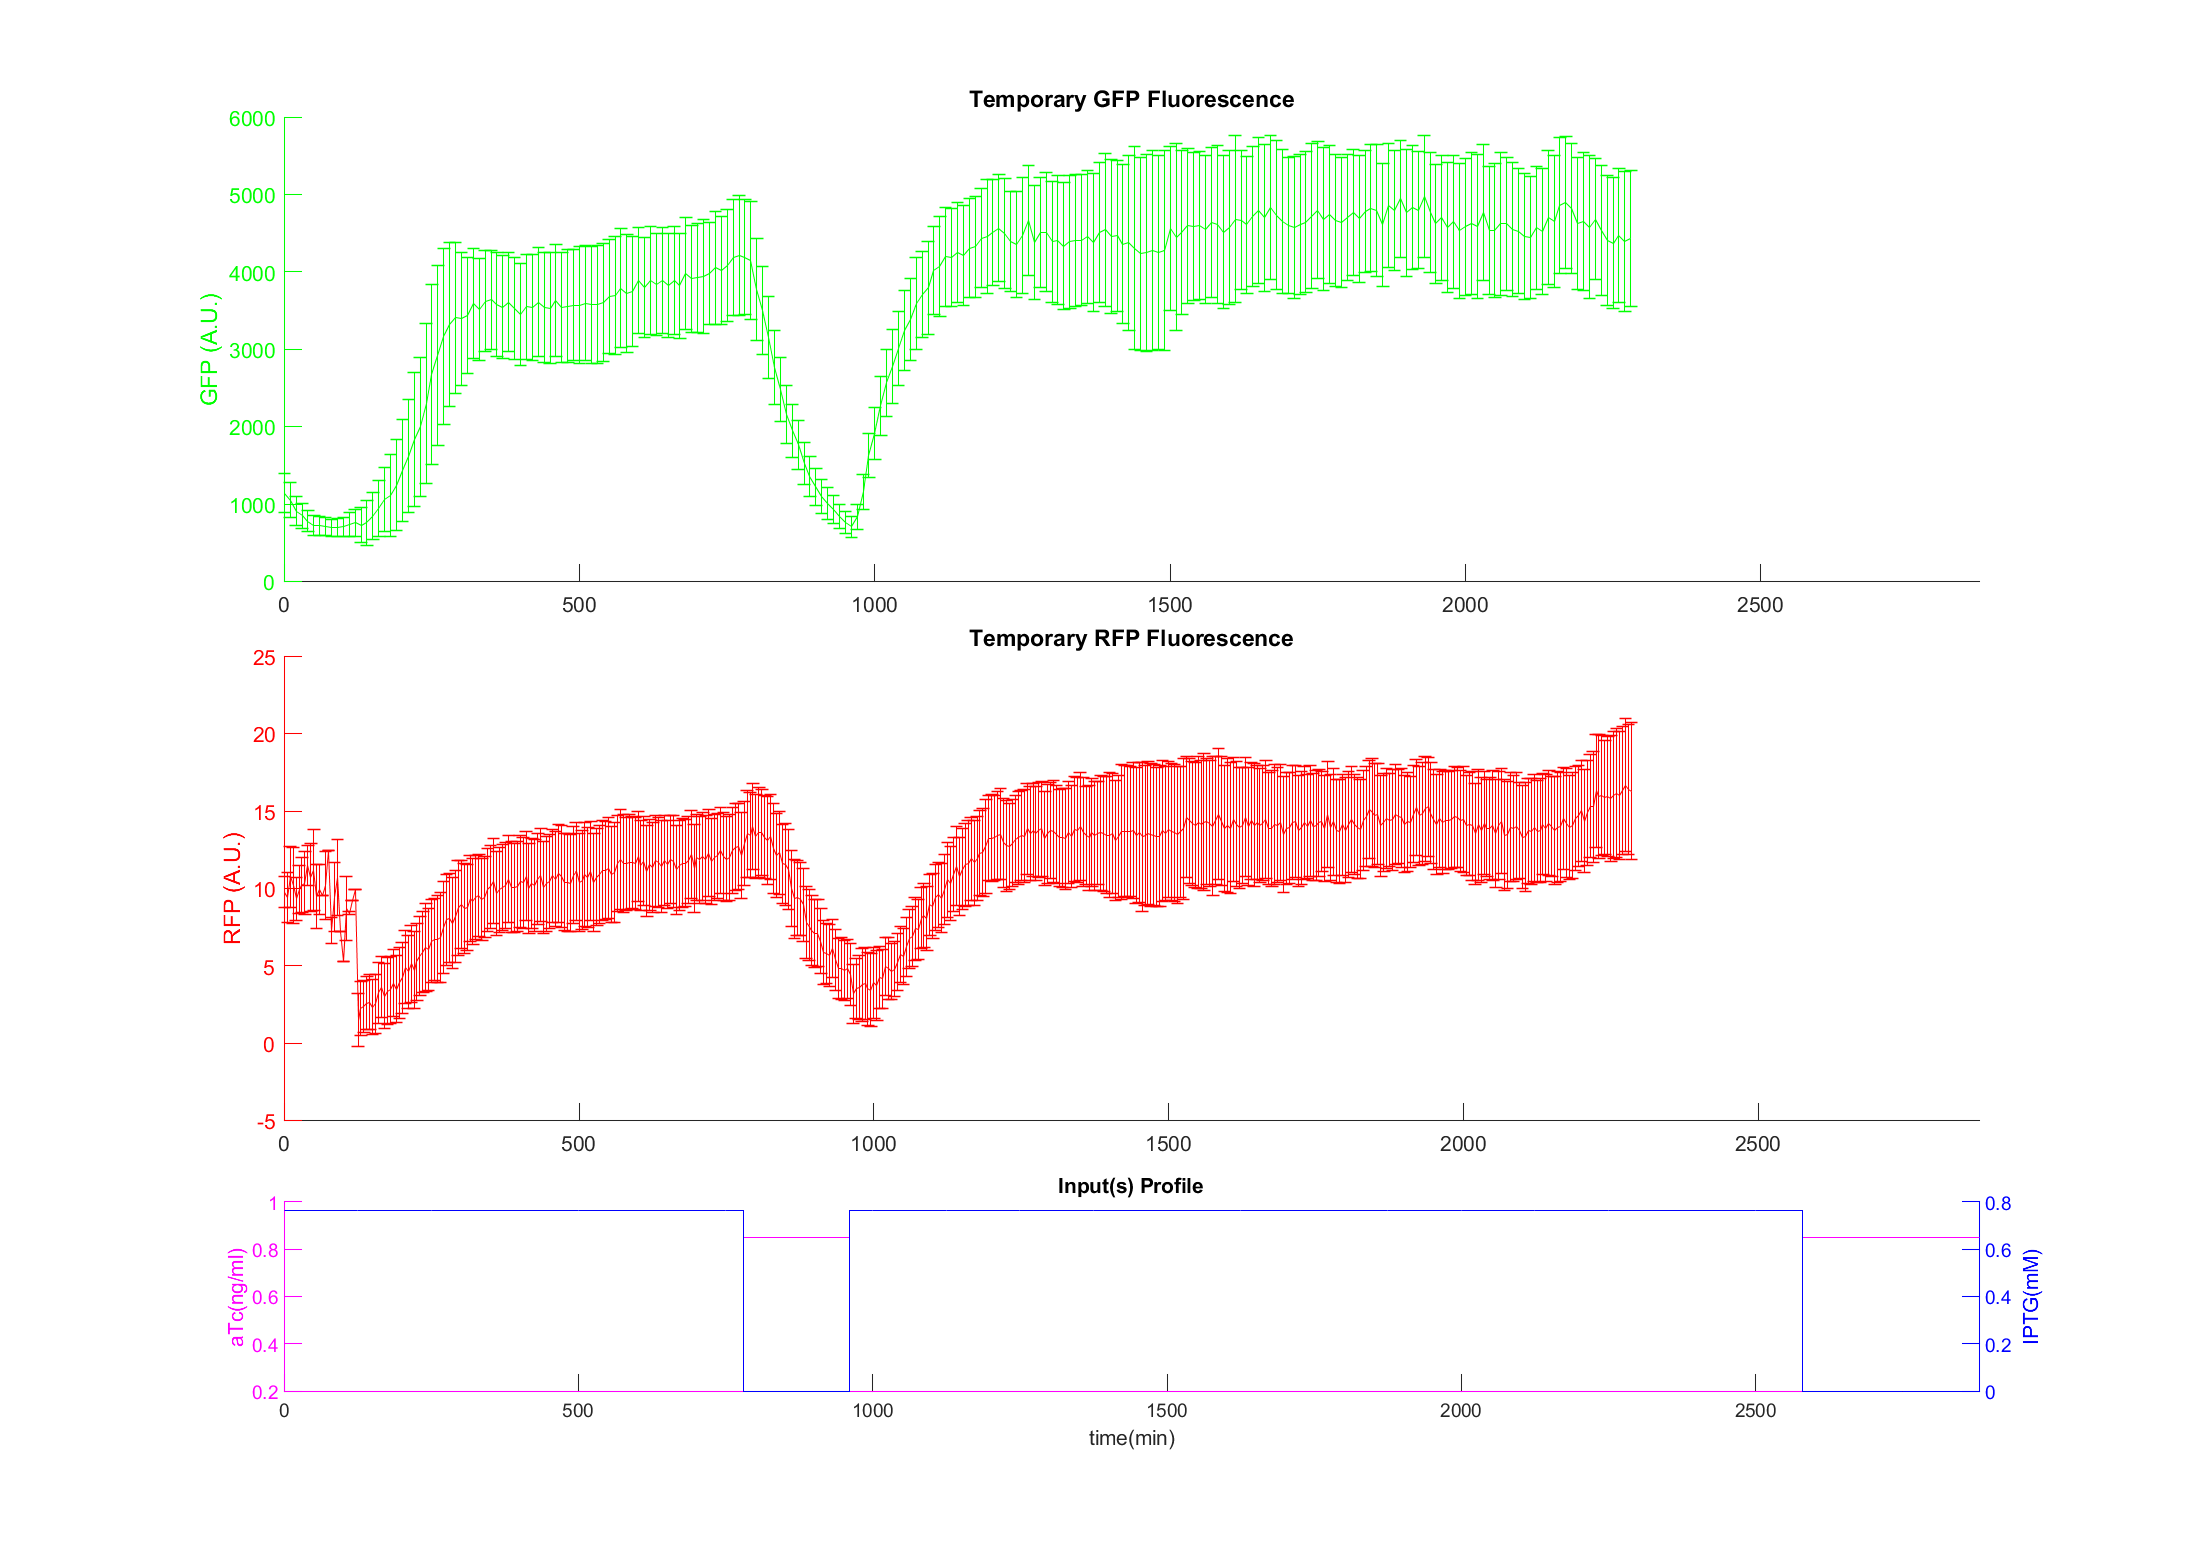 Temporary GFP Fluorescence
6000
5000
4000
3000
2000
1000
0
GFP (A.U.)
0 500 1000 1500 2000 2500
Temporary RFP Fluorescence
25
20
15
10
5
0
-5
RFP (A.U.)
0 500 1000 1500 2000 2500
Input(s) Profile
1
0.8
0.6
0.4
0.2
aTc(ng/ml)
0.8
0.6
0.4
0.2
0
IPTG(mM)
0 500 1000 1500 2000 2500
time(min)